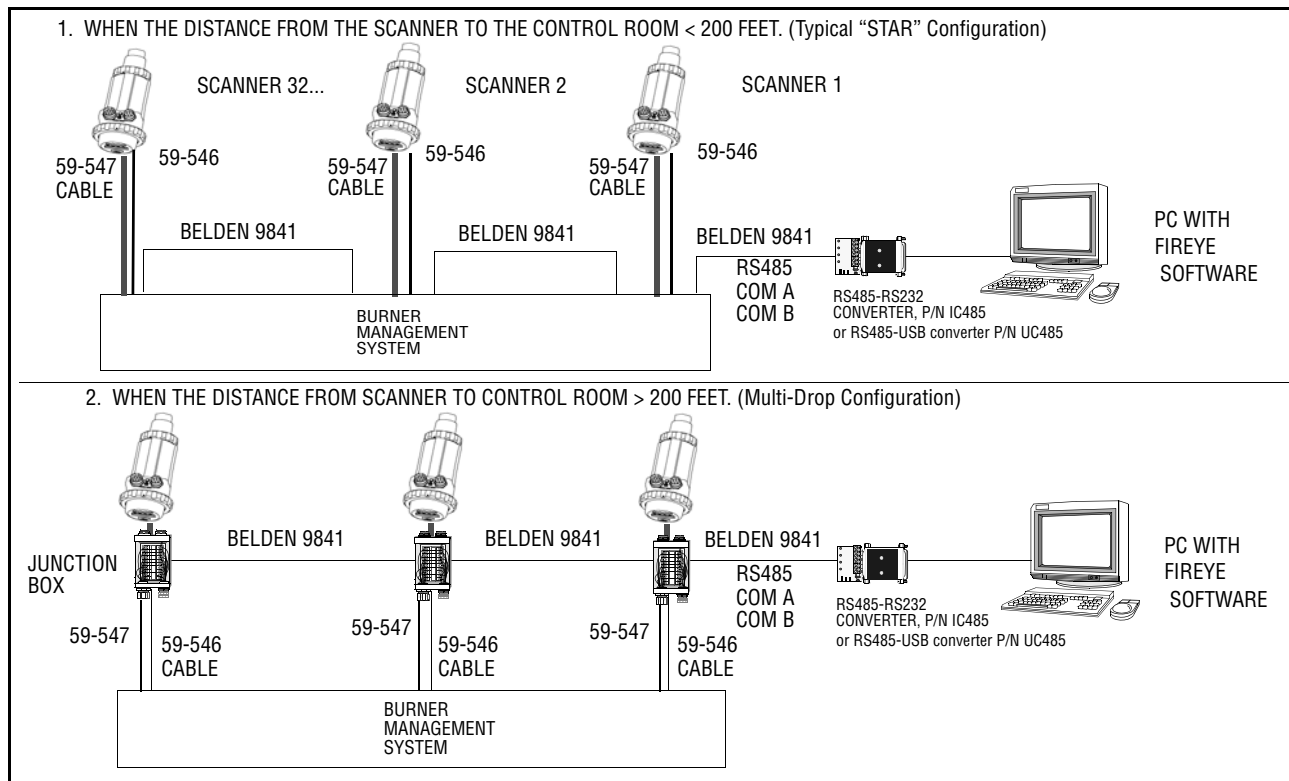 1. WHEN THE DISTANCE FROM THE SCANNER TO THE CONTROL ROOM < 200 FEET. (Typical “STAR” Configuration)
SCANNER 32...
SCANNER 2
SCANNER 1
59-547
CABLE
59-546
59-547
CABLE
59-546
59-547
CABLE
59-546
BELDEN 9841
BELDEN 9841
BELDEN 9841
RS485
COM A
COM B
RS485-RS232
CONVERTER, P/N IC485
or RS485-USB converter P/N UC485
PC WITH
FIREYE
SOFTWARE
BURNER
MANAGEMENT
SYSTEM
2. WHEN THE DISTANCE FROM SCANNER TO CONTROL ROOM > 200 FEET. (Multi-Drop Configuration)
JUNCTION
BOX
BELDEN 9841
BELDEN 9841
BELDEN 9841
RS485
COM A
COM B
RS485-RS232
CONVERTER, P/N IC485
or RS485-USB converter P/N UC485
PC WITH
FIREYE
SOFTWARE
59-547
59-546
CABLE
59-547
59-546
CABLE
59-547
59-546
CABLE
BURNER
MANAGEMENT
SYSTEM